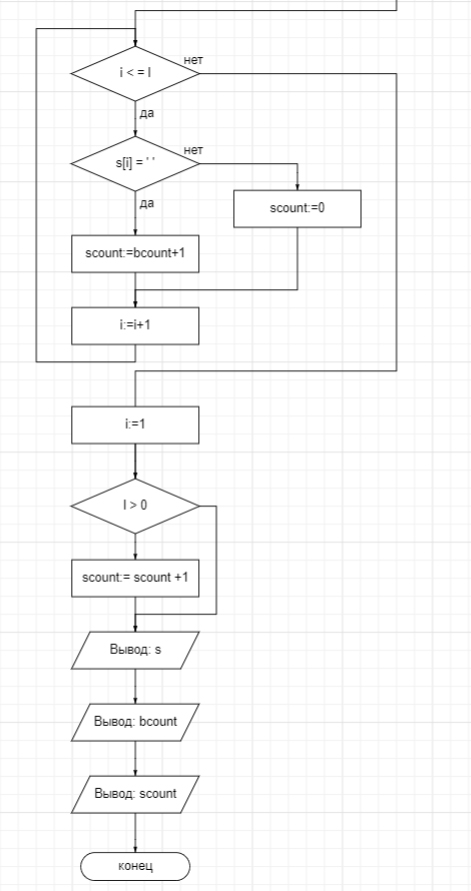 i < = l
нет
да
s[i] = ' '
нет
да
scount:=0
scount:=bcount+1
i:=i+1
i:=1
l > 0
scount:= scount +1
Вывод: s
Вывод: bcount
Вывод: scount
конец